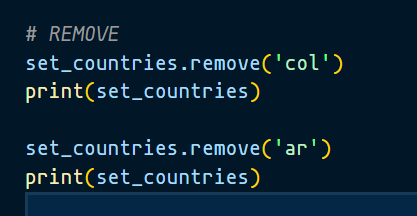 # REMOVE
set_countries.remove('col')
print(set_countries)
set_countries.remove('ar')
print(set_countries)